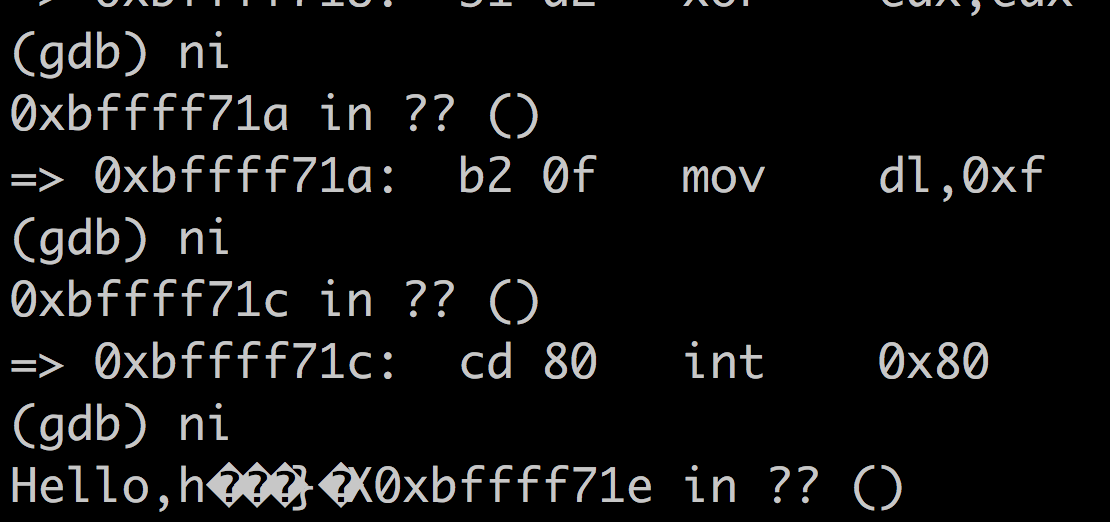 (gdb) ni
0xbffff71a in ?? ()
=> 0xbffff71a:  b2 0f   mov    dl,0xf
(gdb) ni
0xbffff71c in ?? ()
=> 0xbffff71c:  cd 80   int    0x80
(gdb) ni
Hello,h���}�X0xbffff71e in ?? ()